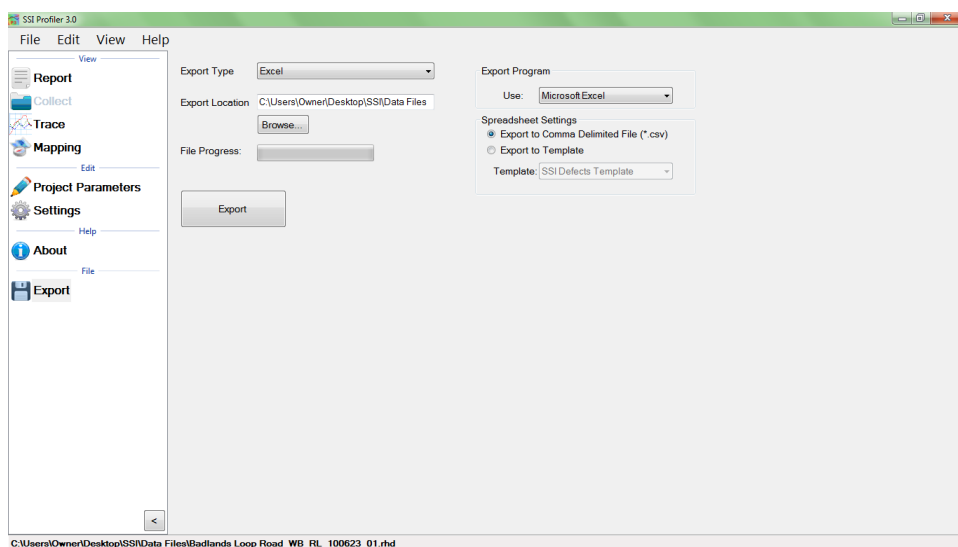 SSI Profiler 3.0
File Edit View Help
View
Report
Collect
Trace
Mapping
Edit
Project Parameters
Settings
Help
About
File
Export
<
Export Type Excel
Export Location C:\Users\Owner\Desktop\SSI\Data Files
Browse...
File Progress:
Export
Export Program
Use: Microsoft Excel
Spreadsheet Settings
Export to Comma Delimited File (*.csv)
Export to Template
Template: SSI Defects Template
C:\Users\Owner\Desktop\SSI\Data Files\Badlands Loop Road_WB_RL_100623_01.rhd